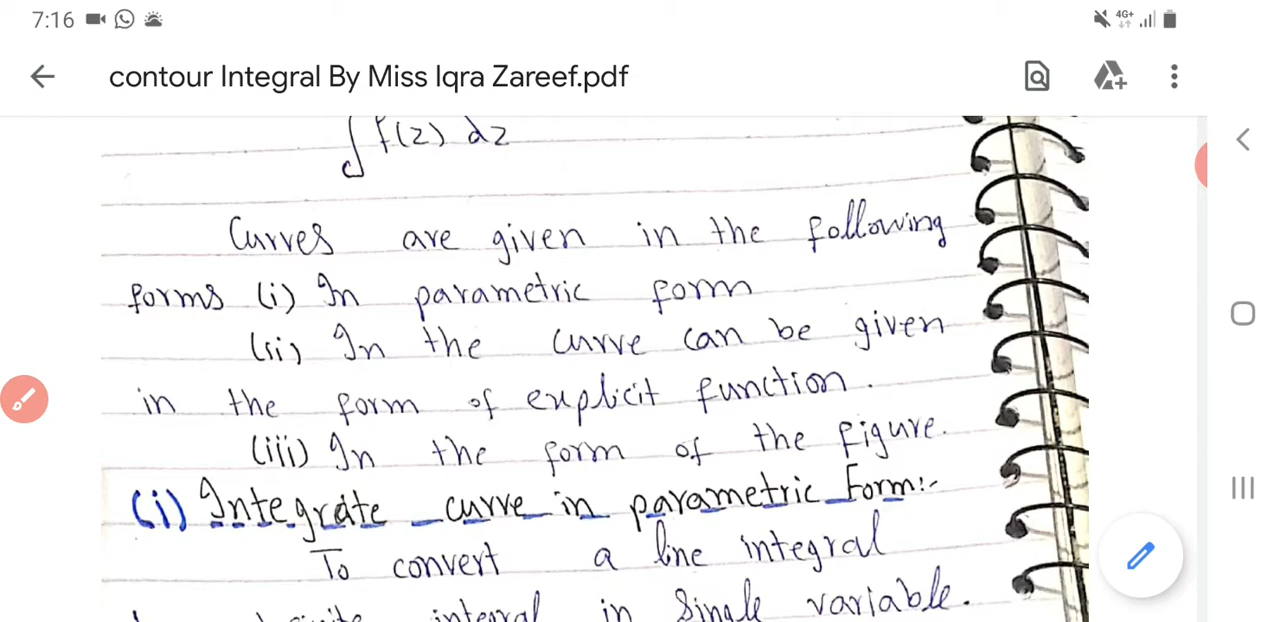 7:16
4G+
contour Integral By Miss Iqra Zareef.pdf
∫c f(z) dz
Curves are given in the following
forms (i) In parametric form
(ii) In the curve can be given
in the form of explicit function.
(iii) In the form of the figure.
(i) Integrate curve in parametric Form:-
To convert a line integral
integral in Single variable.